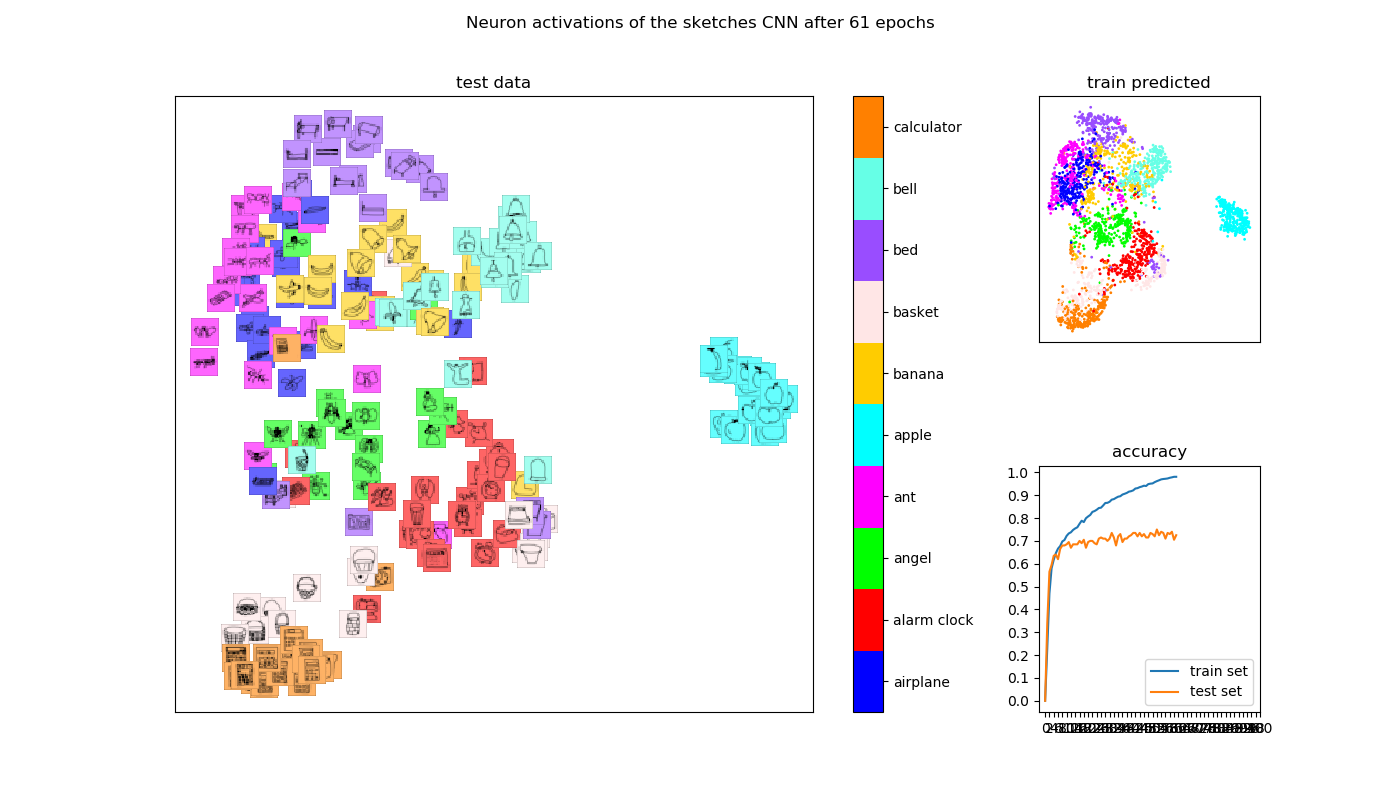 Neuron activations of the sketches CNN after 61 epochs
test data
calculator
bell
bed
basket
banana
apple
ant
angel
alarm clock
airplane
train predicted
accuracy
1.0
0.9
0.8
0.7
0.6
0.5
0.4
0.3
0.2
0.1
0.0
train set
test set